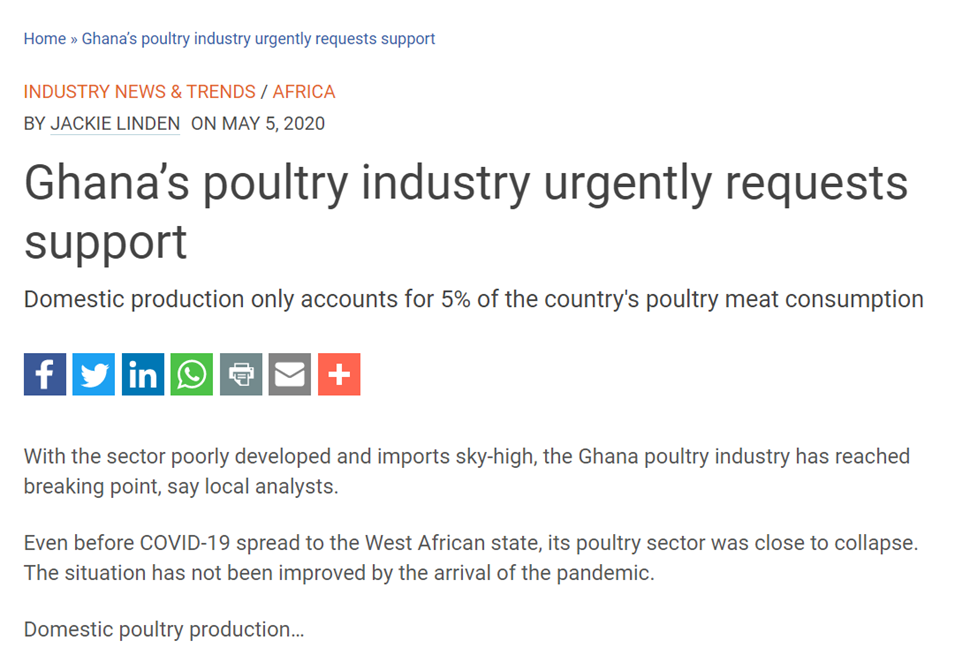 Home » Ghana’s poultry industry urgently requests support
INDUSTRY NEWS & TRENDS / AFRICA
BY JACKIE LINDEN ON MAY 5, 2020
Ghana’s poultry industry urgently requests
support
Domestic production only accounts for 5% of the country's poultry meat consumption
f in +
With the sector poorly developed and imports sky-high, the Ghana poultry industry has reached
breaking point, say local analysts.
Even before COVID-19 spread to the West African state, its poultry sector was close to collapse.
The situation has not been improved by the arrival of the pandemic.
Domestic poultry production…